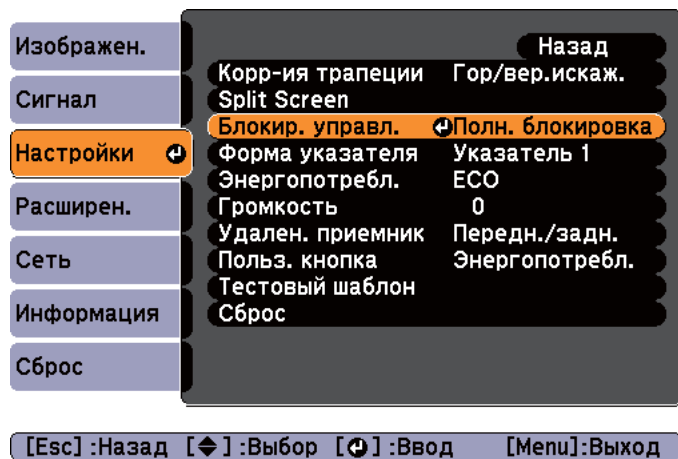 Изображен.
Сигнал
Настройки
Расширен.
Сеть
Информация
Сброс
Назад
Корр-ия трапеции Гор/вер.искаж.
Split Screen
Блокир. управл. Полн. блокировка
Форма указателя Указатель 1
Энергопотребл. ECO
Громкость 0
Удален. приемник Передн./задн.
Польз. кнопка Энергопотребл.
Тестовый шаблон
Сброс
[Esc] :Назад [◆] :Выбор [⏎] :Ввод [Menu]:Выход